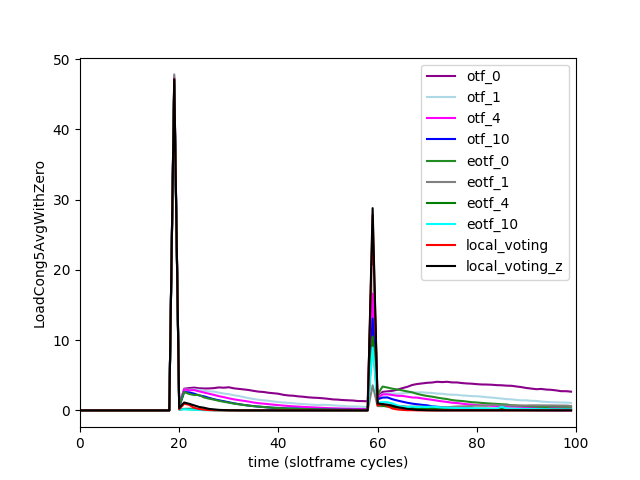 LoadCong5AvgWithZero
50
40
30
20
10
0
0 20 40 60 80 100
time (slotframe cycles)
otf_0
otf_1
otf_4
otf_10
eotf_0
eotf_1
eotf_4
eotf_10
local_voting
local_voting_z